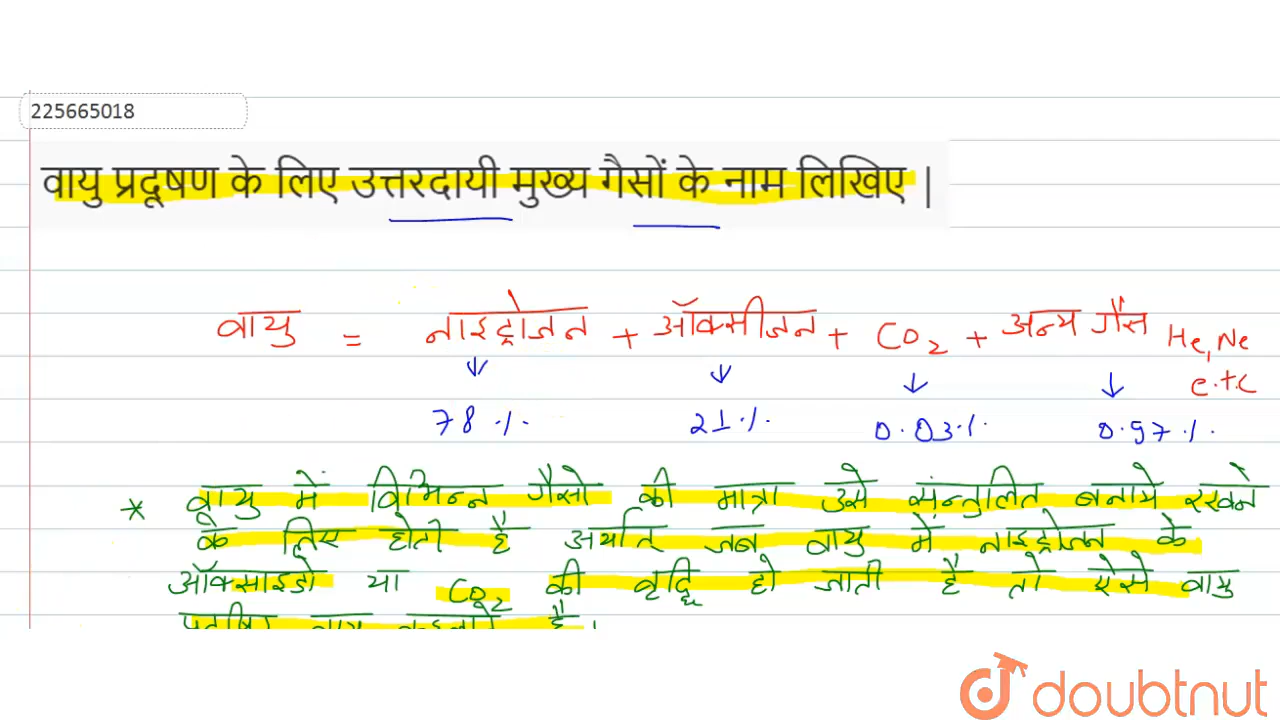 225665018
वायु प्रदूषण के लिए उत्तरदायी मुख्य गैसों के नाम लिखिए |
वायु = नाइट्रोजन + ऑक्सीजन + CO2 + अन्य गैस He, Ne
e.t.c
78 % 21 % 0.03 % 0.97 %
* वायु में विभिन्न गैसो की मात्रा उसे संन्तुलित बनाये रखने
के लिए होती है अर्थात् जब वायु में नाइट्रोजन के
ऑक्साइडो या CO2 की वृद्धि हो जाती है तो ऐसे वायु
है।
doubtnut